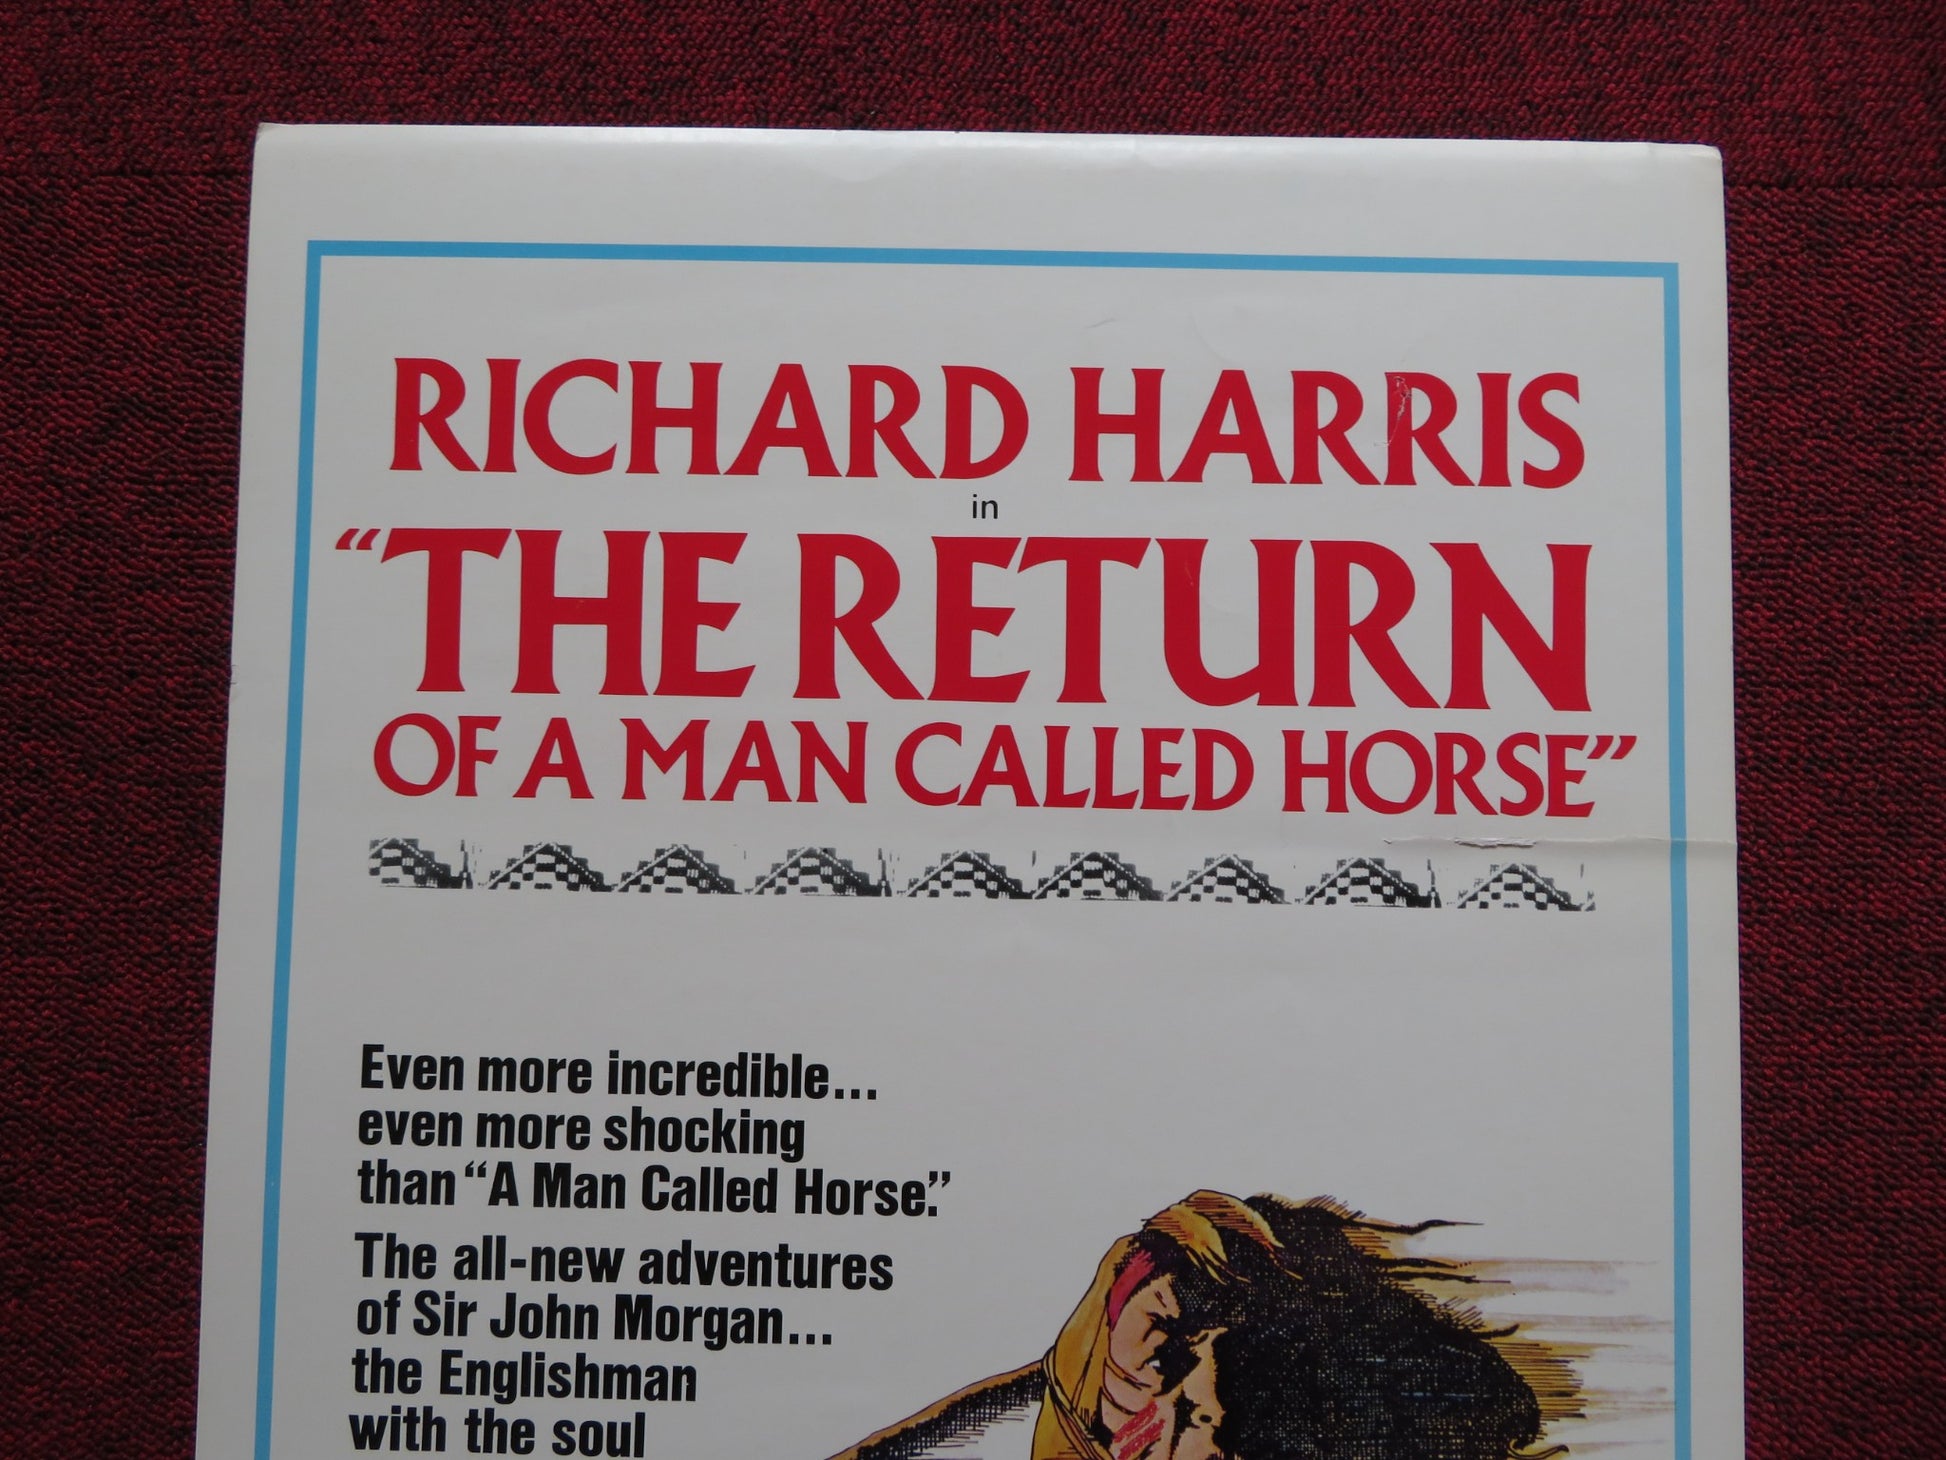 RICHARD HARRIS
in
“THE RETURN
OF A MAN CALLED HORSE”
Even more incredible...
even more shocking
than “A Man Called Horse.”
The all-new adventures
of Sir John Morgan...
the Englishman
with the soul